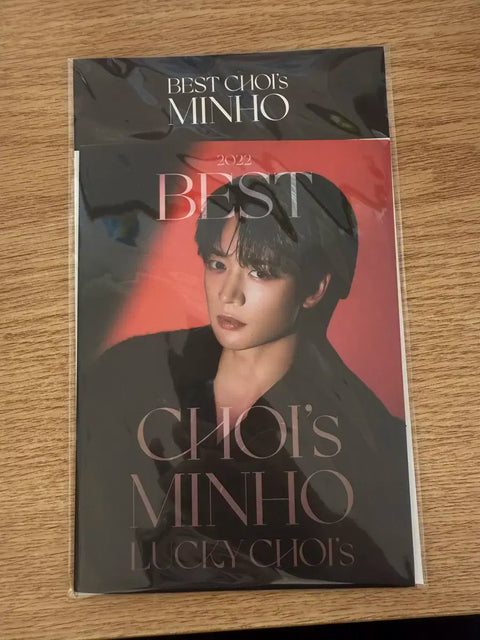 BEST CHOI's
MINHO
2022
BEST
CHOI's
MINHO
LUCKY CHOI's